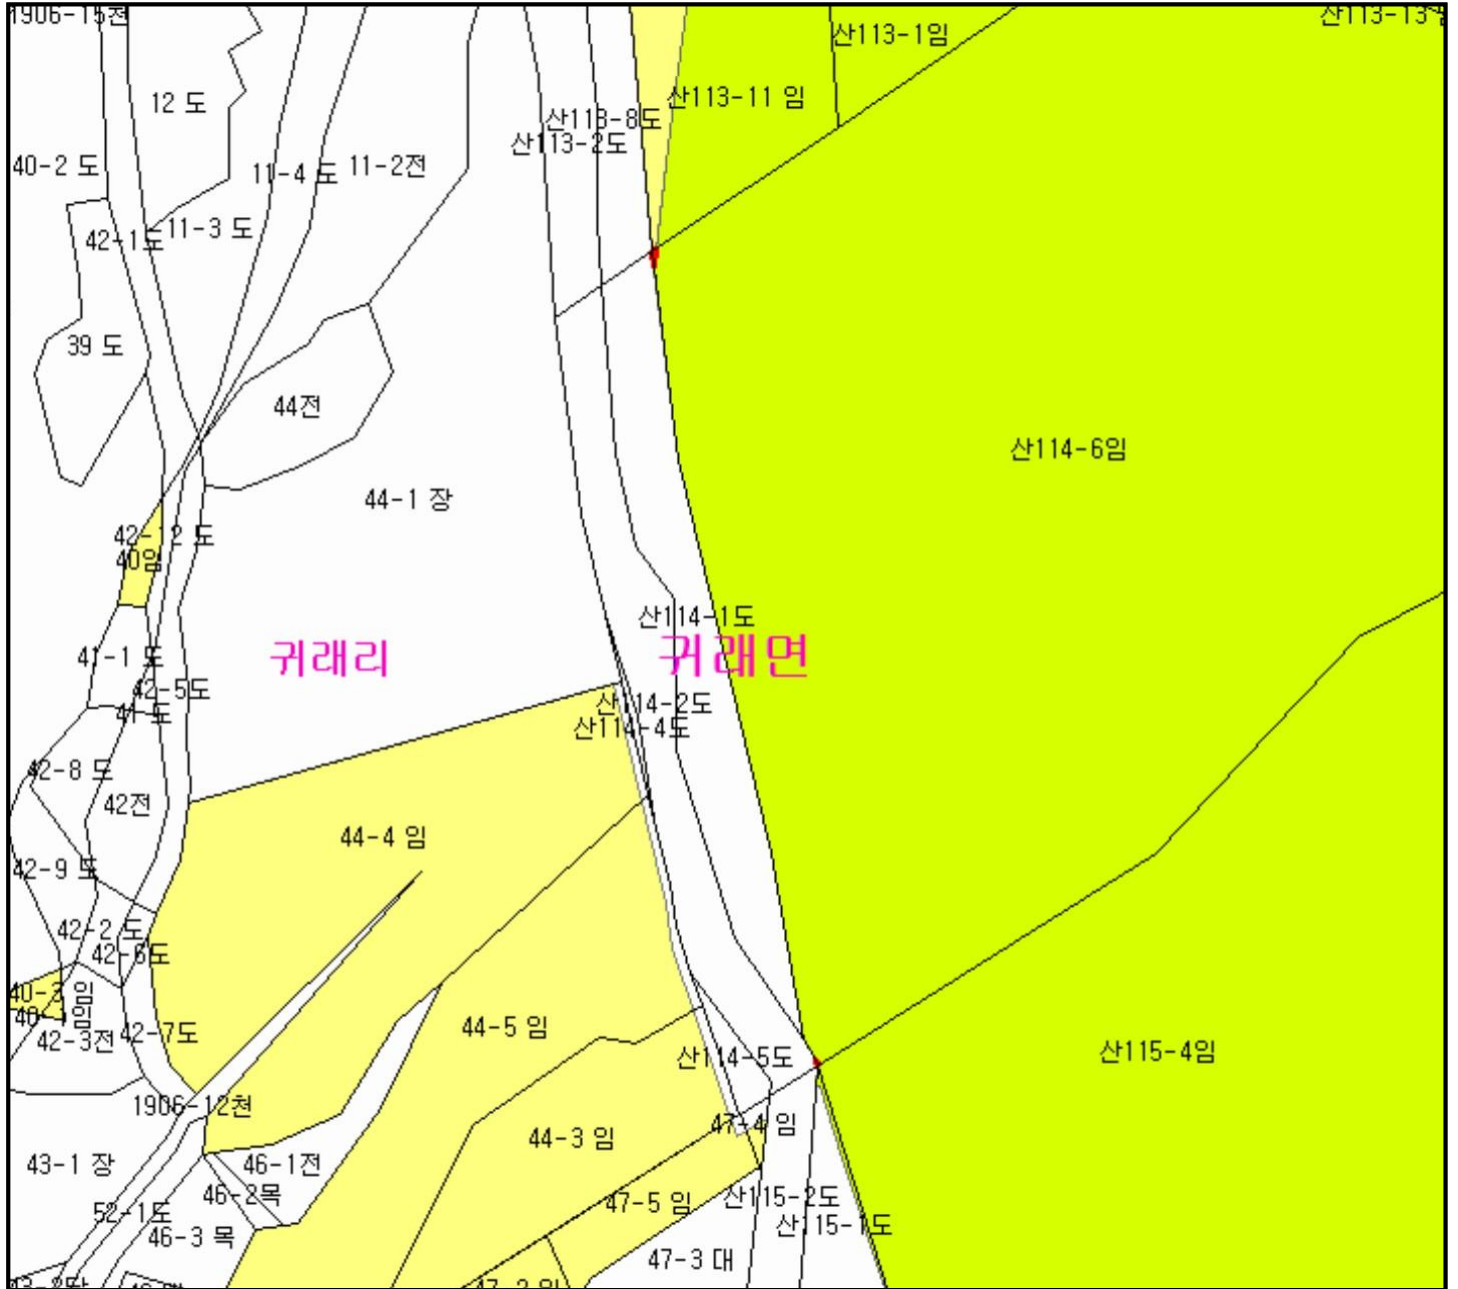 1906-15천
산113-13
산113-1임
산113-11 임
12 도
산113-8도
산113-2도
40-2 도
11-4 도
11-2전
11-3 도
42-1도
39 도
44전
산114-6임
44-1 장
42-12 도
40임
산114-1도
귀래리
귀래면
41-1 도
42-5도
41 도
산114-2도
산114-4도
42-8 도
42전
44-4 임
42-9 도
42-2 도
42-6도
40-3 임
40-1임
42-3전
42-7도
44-5 임
산114-5도
산115-4임
1906-12천
47-4 임
44-3 임
43-1 장
46-1전
46-2목
47-5 임
산115-2도
52-1도
산115-1도
46-3 목
47-3 대